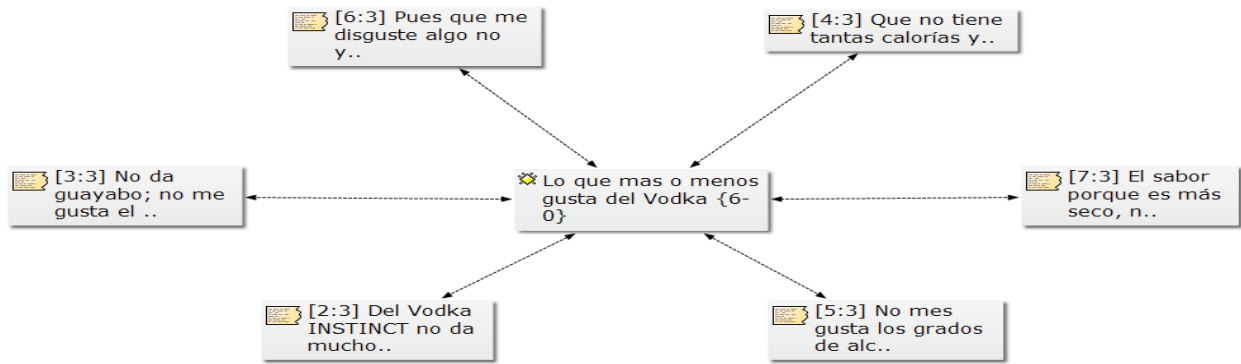 [6:3] Pues que me
disguste algo no
y..
[4:3] Que no tiene
tantas calorías y..
[3:3] No da
guayabo; no me
gusta el ..
Lo que mas o menos
gusta del Vodka {6-
0}
[7:3] El sabor
porque es más
seco, n..
[2:3] Del Vodka
INSTINCT no da
mucho..
[5:3] No mes
gusta los grados
de alc..